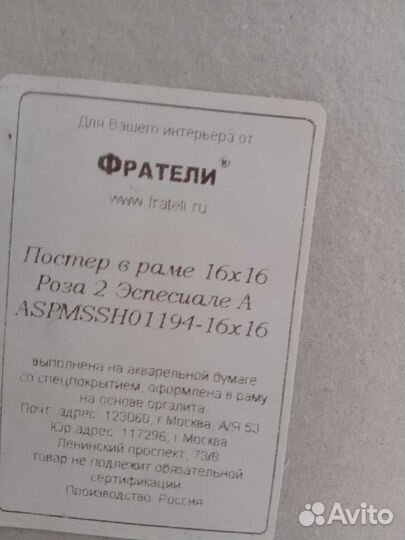 Для Вашего интерьера от
ФРАТЕЛИ®
www.frateli.ru
Постер в раме 16x16
Роза 2 Эспесиале А
ASPMSSH01194-16x16
выполнена на акварельной бумаге
со спецпокрытием, оформлена в раму
на основе оргалита.
Почт. адрес: 123060, г Москва, А/Я 53
Юр адрес: 117296, г Москва
Ленинский проспект, 73/8
товар не подлежит обязательной
сертификации
Производство: Россия
Avito